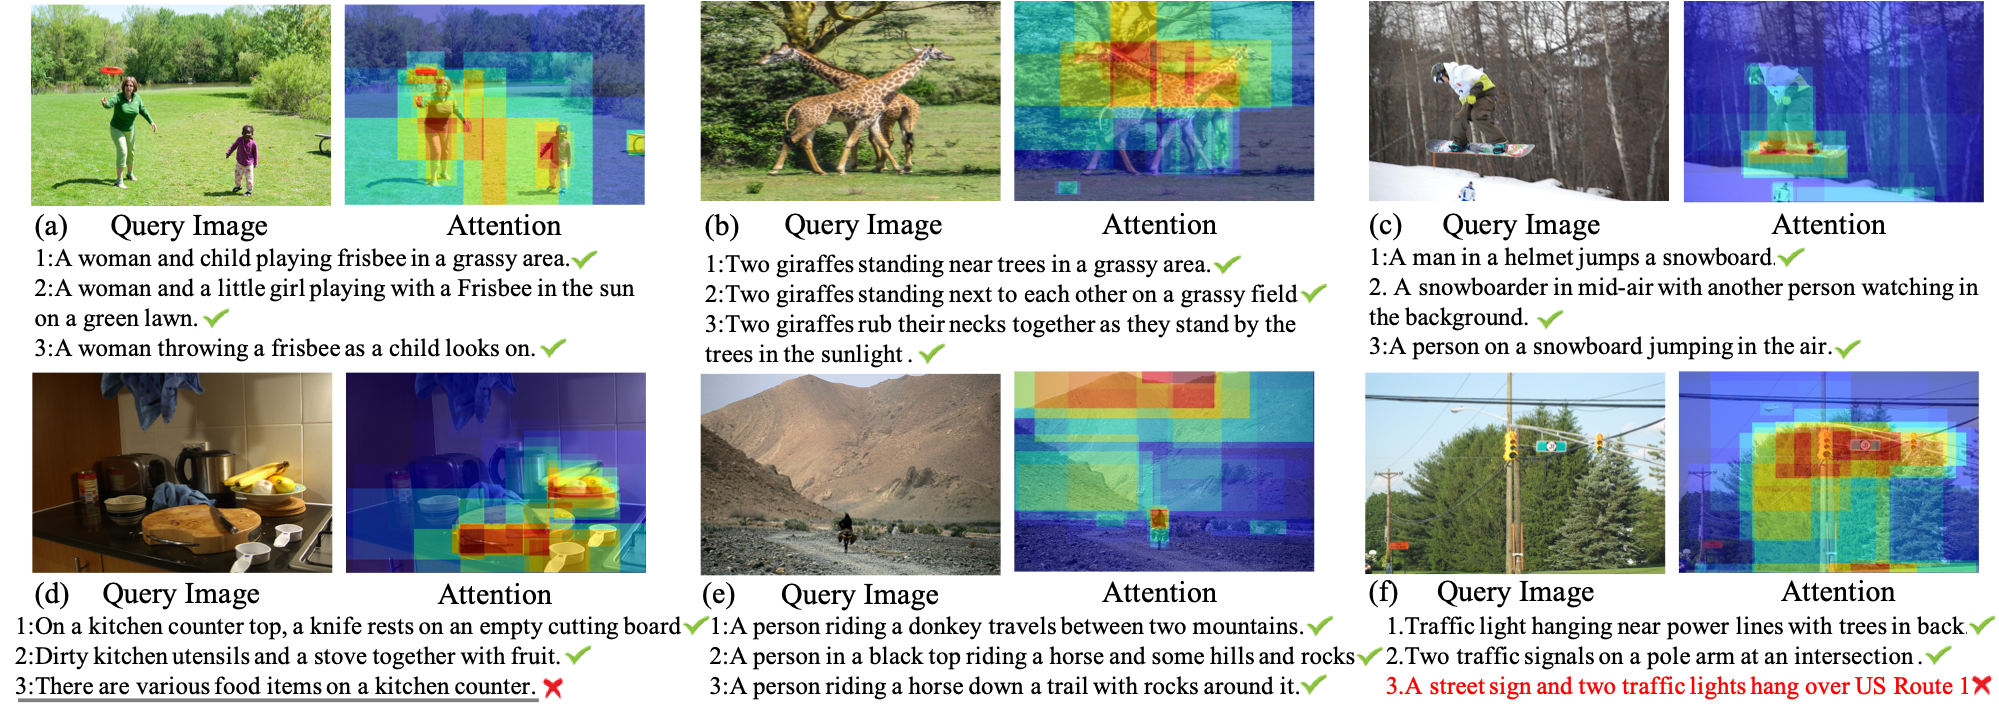 (a) Query Image Attention
1:A woman and child playing frisbee in a grassy area.
2:A woman and a little girl playing with a Frisbee in the sun
on a green lawn.
3:A woman throwing a frisbee as a child looks on.
(b) Query Image Attention
1:Two giraffes standing near trees in a grassy area.
2:Two giraffes standing next to each other on a grassy field
3:Two giraffes rub their necks together as they stand by the
trees in the sunlight .
(c) Query Image Attention
1:A man in a helmet jumps a snowboard.
2. A snowboarder in mid-air with another person watching in
the background.
3:A person on a snowboard jumping in the air.
(d) Query Image Attention
1:On a kitchen counter top, a knife rests on an empty cutting board
2:Dirty kitchen utensils and a stove together with fruit.
3:There are various food items on a kitchen counter.
(e) Query Image Attention
1:A person riding a donkey travels between two mountains.
2:A person in a black top riding a horse and some hills and rocks
3:A person riding a horse down a trail with rocks around it.
(f) Query Image Attention
1.Traffic light hanging near power lines with trees in back.
2.Two traffic signals on a pole arm at an intersection .
3.A street sign and two traffic lights hang over US Route 1